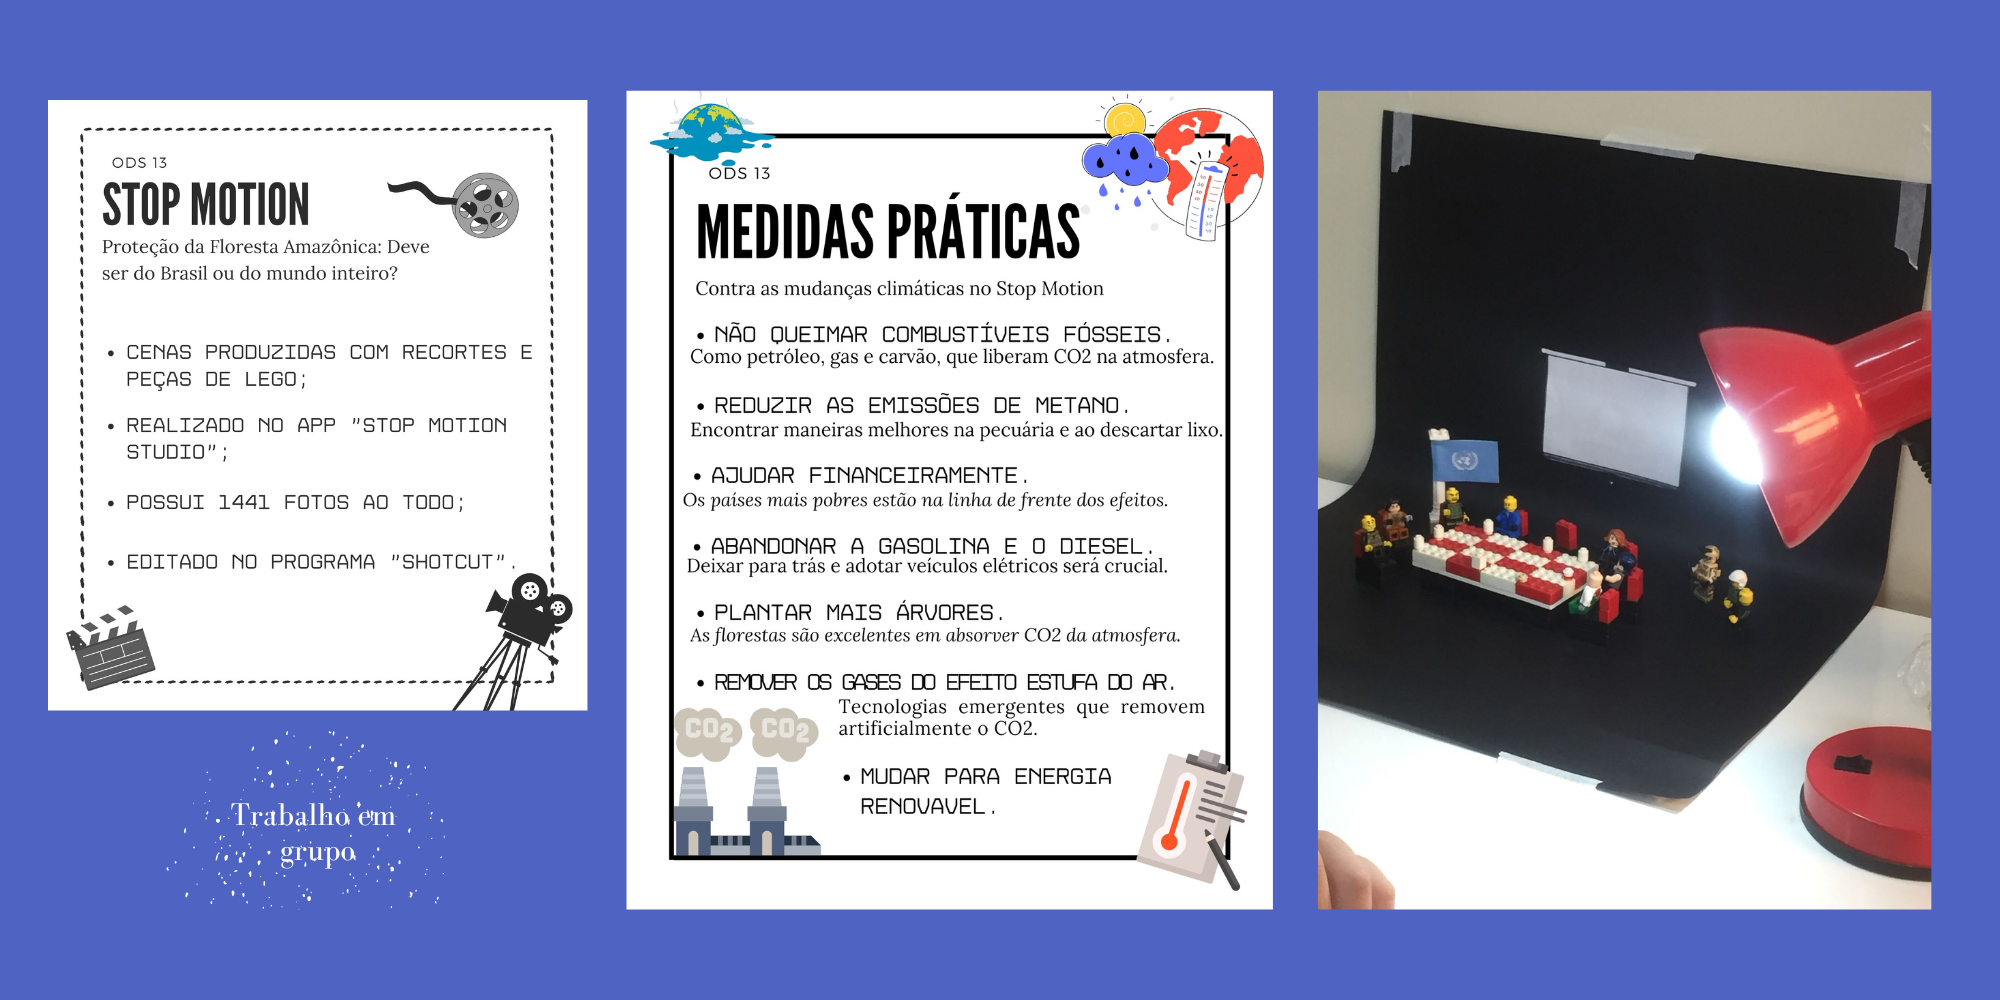 ODS 13
STOP MOTION
Proteção da Floresta Amazônica: Deve
ser do Brasil ou do mundo inteiro?
• CENAS PRODUZIDAS COM RECORTES E
PEÇAS DE LEGO;
• REALIZADO NO APP "STOP MOTION
STUDIO";
• POSSUI 1441 FOTOS AO TODO;
• EDITADO NO PROGRAMA "SHOTCUT".
Trabalho em
grupo
ODS 13
MEDIDAS PRÁTICAS
Contra as mudanças climáticas no Stop Motion
• NÃO QUEIMAR COMBUSTÍVEIS FÓSSEIS.
Como petróleo, gas e carvão, que liberam CO2 na atmosfera.
• REDUZIR AS EMISSÕES DE METANO.
Encontrar maneiras melhores na pecuária e ao descartar lixo.
• AJUDAR FINANCEIRAMENTE.
Os países mais pobres estão na linha de frente dos efeitos.
• ABANDONAR A GASOLINA E O DIESEL.
Deixar para trás e adotar veículos elétricos será crucial.
• PLANTAR MAIS ÁRVORES.
As florestas são excelentes em absorver CO2 da atmosfera.
• REMOVER OS GASES DO EFEITO ESTUFA DO AR.
Tecnologias emergentes que removem
artificialmente o CO2.
CO2 CO2
• MUDAR PARA ENERGIA
RENOVAVEL.